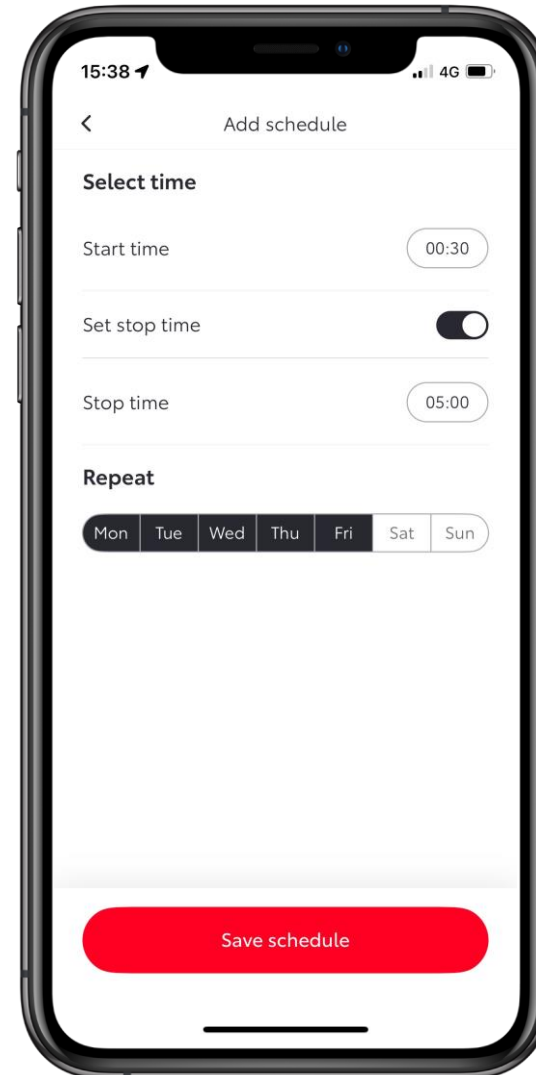 15:38 4G
Add schedule
Select time
Start time 00:30
Set stop time
Stop time 05:00
Repeat
Mon Tue Wed Thu Fri Sat Sun
Save schedule